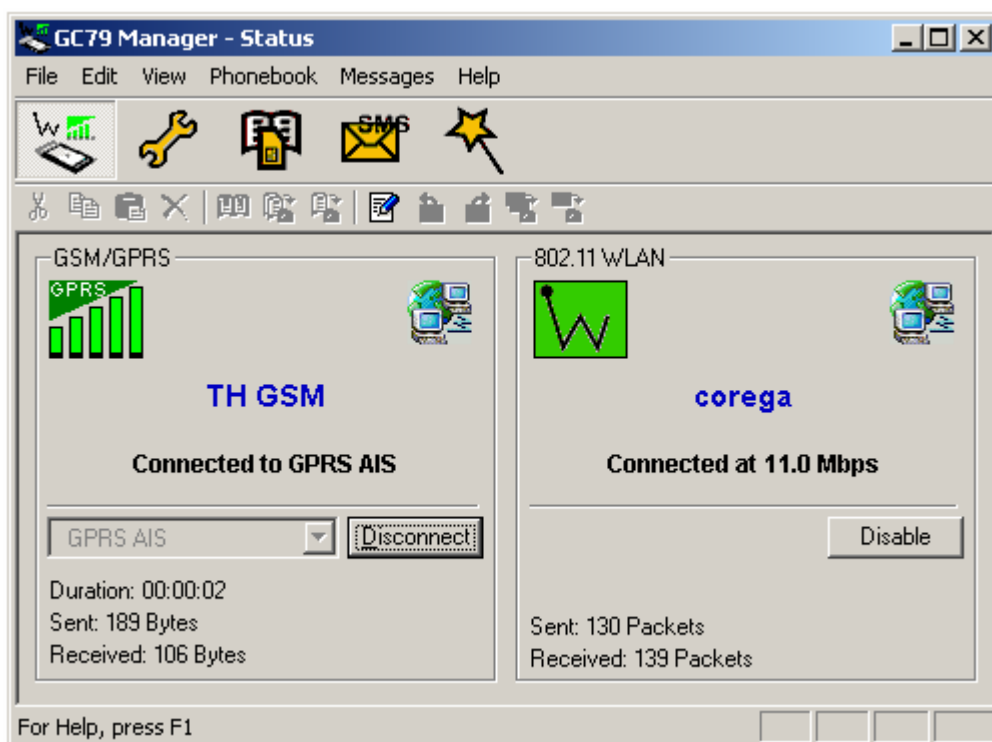 GC79 Manager - Status
File Edit View Phonebook Messages Help
SMS
GSM/GPRS
GPRS
TH GSM
Connected to GPRS AIS
GPRS AIS
Disconnect
Duration: 00:00:02
Sent: 189 Bytes
Received: 106 Bytes
802.11 WLAN
corega
Connected at 11.0 Mbps
Disable
Sent: 130 Packets
Received: 139 Packets
For Help, press F1